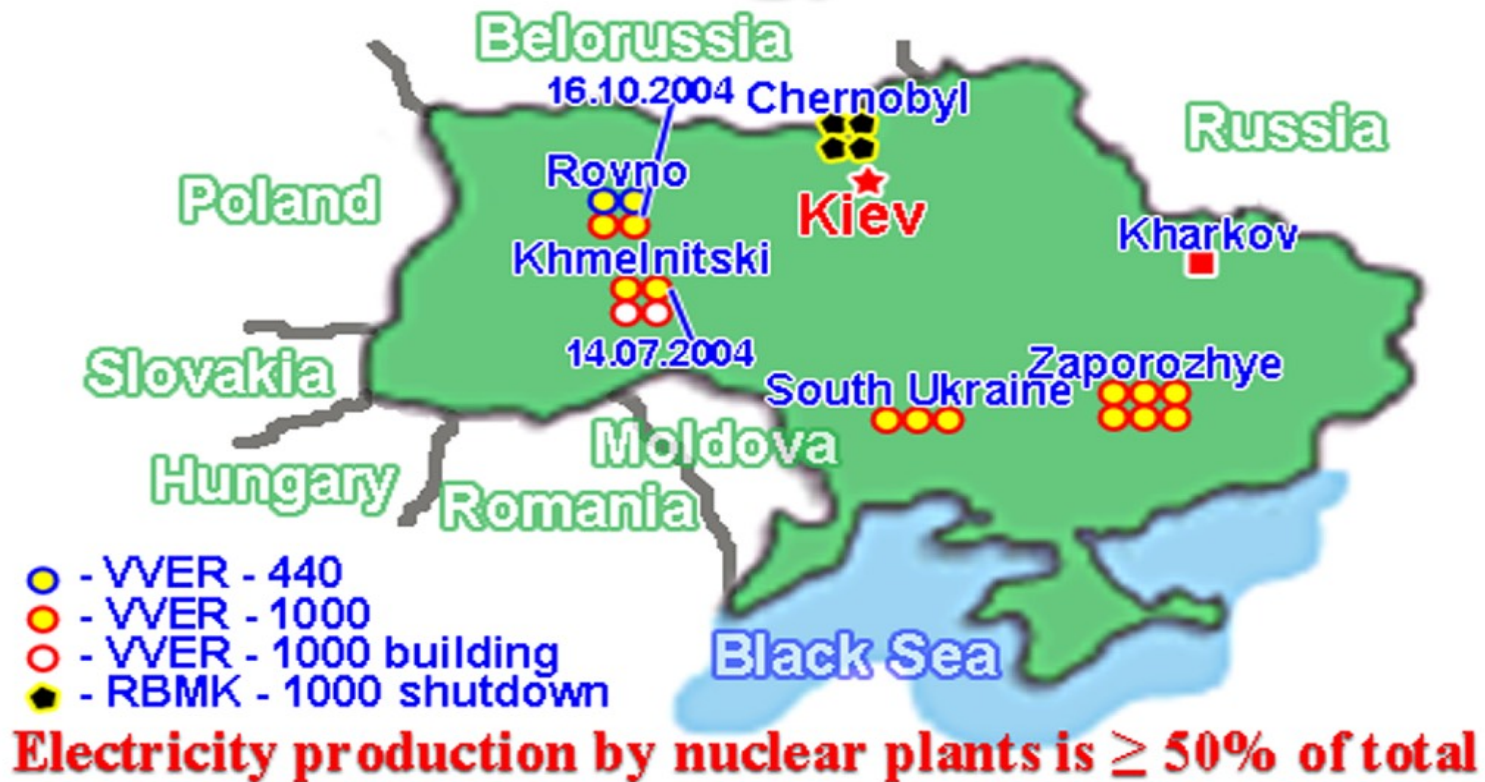 Belorussia
16.10.2004
Chernobyl
Russia
Rovno
Poland
Kiev
Kharkov
Khmelnitski
14.07.2004
Slovakia
Zaporozhye
South Ukraine
Moldova
Hungary
Romania
- VVER - 440
- VVER - 1000
- VVER - 1000 building
- RBMK - 1000 shutdown
Black Sea
Electricity production by nuclear plants is ≥ 50% of total